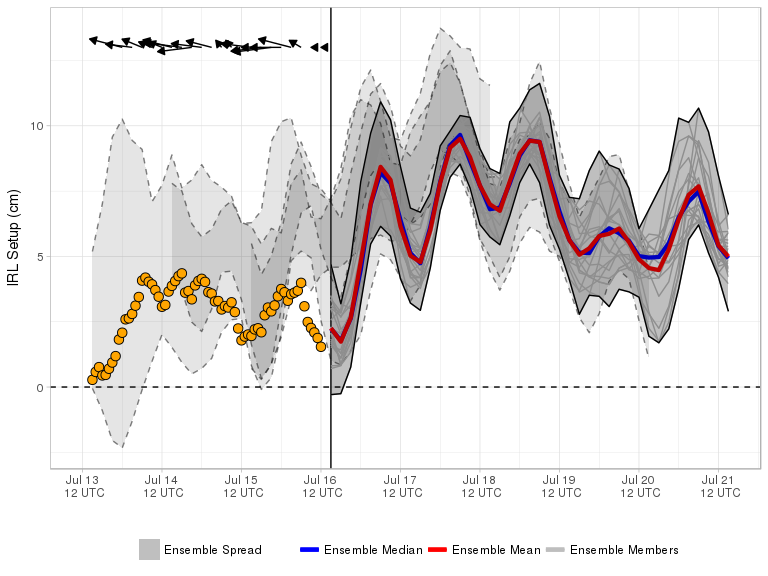 IRL Setup (cm)
10
5
0
Jul 13 Jul 14 Jul 15 Jul 16 Jul 17 Jul 18 Jul 19 Jul 20 Jul 21
12 UTC 12 UTC 12 UTC 12 UTC 12 UTC 12 UTC 12 UTC 12 UTC 12 UTC
Ensemble Spread Ensemble Median Ensemble Mean Ensemble Members